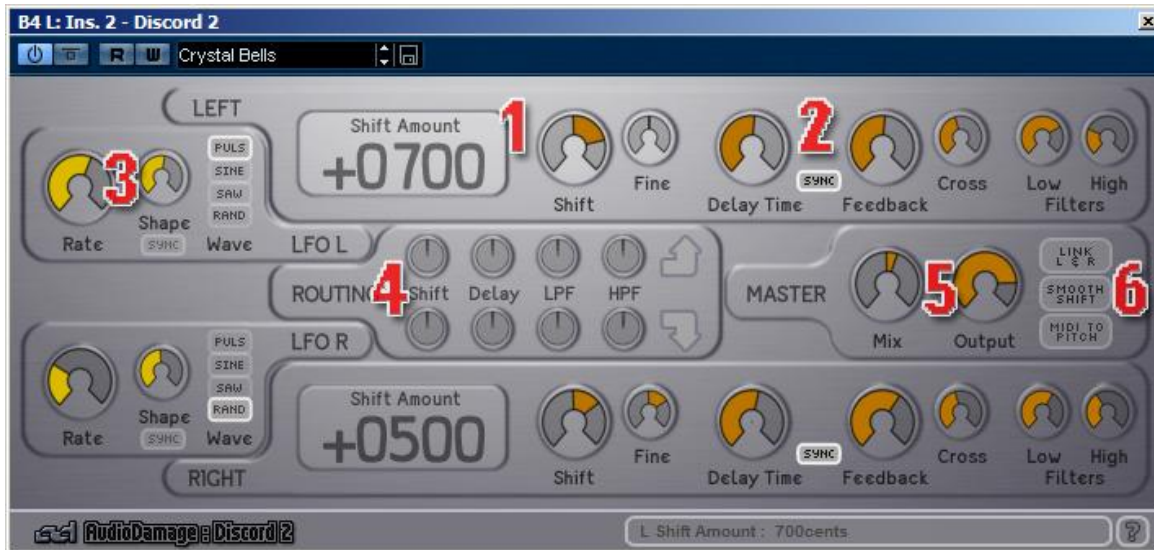 B4 L: Ins. 2 - Discord 2
R W Crystal Bells
LEFT
Shift Amount
+0700
1
Shift
Fine
Delay Time
2
SYNC
Feedback
Cross
Low High
Filters
3
Rate
Shape
SYNC
PULS
SINE
SAW
RAND
Wave
LFO L
ROUTING
4
Shift Delay LPF HPF
MASTER
Mix
5
Output
LINK
L & R
SMOOTH
SHIFT
MIDI TO
PITCH
6
LFO R
PULS
SINE
SAW
RAND
Wave
Rate
Shape
SYNC
RIGHT
Shift Amount
+0500
Shift
Fine
Delay Time
SYNC
Feedback
Cross
Low High
Filters
AudioDamage : Discord 2
L Shift Amount : 700cents
?